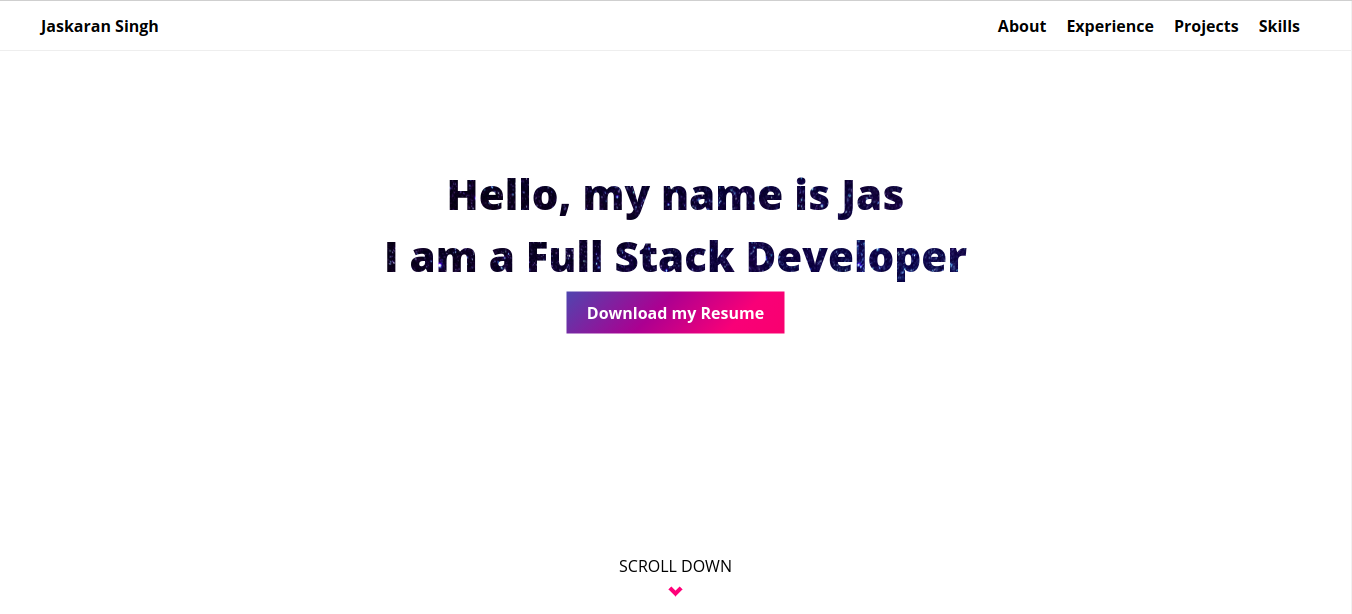 Jaskaran Singh
About Experience Projects Skills
Hello, my name is Jas
I am a Full Stack Developer
Download my Resume
SCROLL DOWN